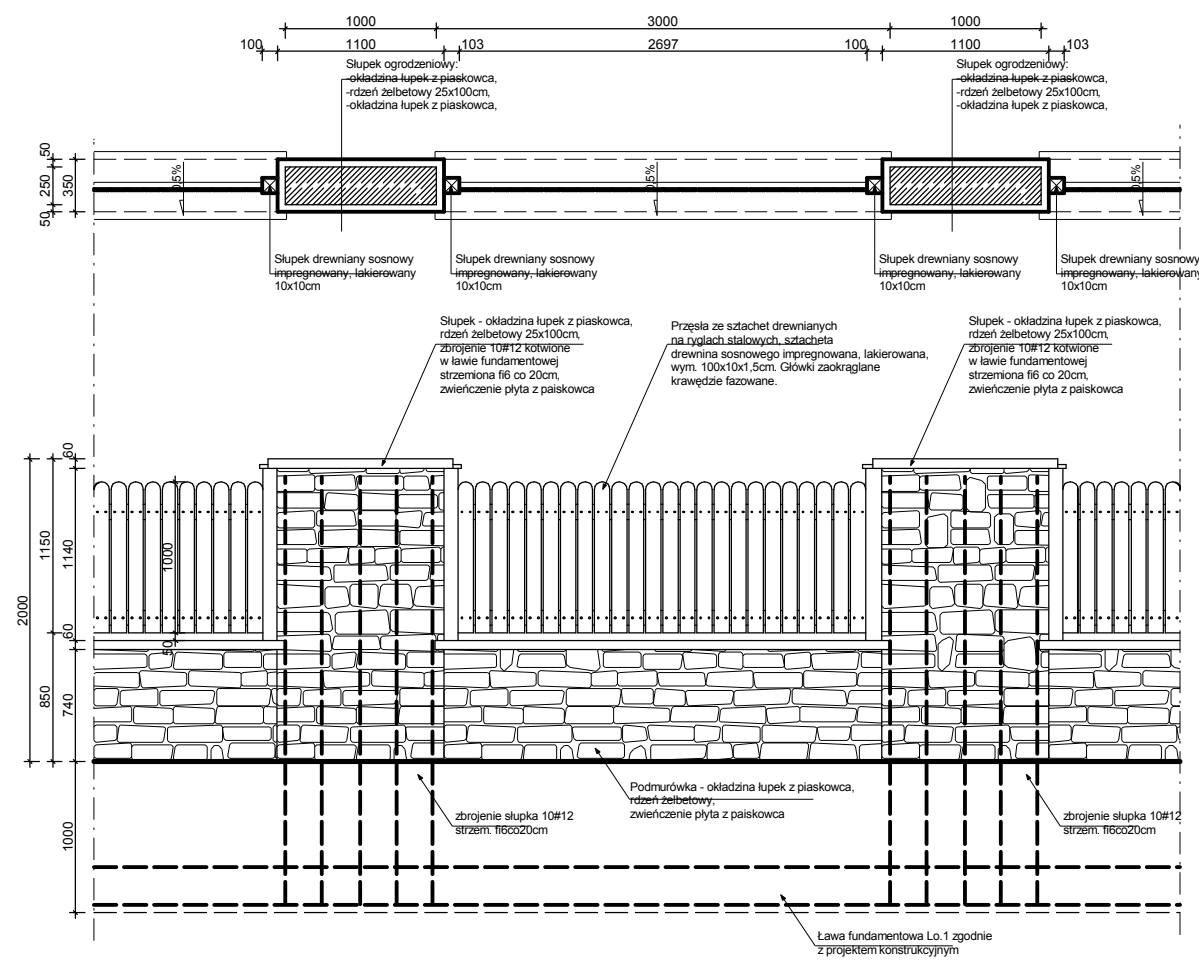 1000
3000
1000
100
1100
103
2697
100
1100
103
Słupek ogrodzeniowy:
-okładzina łupek z piaskowca,
-rdzeń żelbetowy 25x100cm,
-okładzina łupek z piaskowca,
Słupek ogrodzeniowy:
-okładzina łupek z piaskowca,
-rdzeń żelbetowy 25x100cm,
-okładzina łupek z piaskowca,
50
250
50
350
0.5%
0.5%
0.5%
Słupek drewniany sosnowy
impregnowany, lakierowany
10x10cm
Słupek drewniany sosnowy
impregnowany, lakierowany
10x10cm
Słupek drewniany sosnowy
impregnowany, lakierowany
10x10cm
Słupek drewniany sosnowy
impregnowany, lakierowany
10x10cm
Słupek - okładzina łupek z piaskowca,
rdzeń żelbetowy 25x100cm,
zbrojenie 10#12 kotwione
w ławie fundamentowej
strzemiona fi6 co 20cm,
zwieńczenie płyta z paiskowca
Przęsła ze sztachet drewnianych
na ryglach stalowych, sztacheta
drewnina sosnowego impregnowana, lakierowana,
wym. 100x10x1,5cm. Główki zaokrąglane
krawędzie fazowane.
Słupek - okładzina łupek z piaskowca,
rdzeń żelbetowy 25x100cm,
zbrojenie 10#12 kotwione
w ławie fundamentowej
strzemiona fi6 co 20cm,
zwieńczenie płyta z paiskowca
60
1150
1140
1000
2000
60
50
850
740
1000
Podmurówka - okładzina łupek z piaskowca,
rdzeń żelbetowy,
zwieńczenie płyta z paiskowca
zbrojenie słupka 10#12
strzem. fi6co20cm
zbrojenie słupka 10#12
strzem. fi6co20cm
Ława fundamentowa Lo.1 zgodnie
z projektem konstrukcyjnym